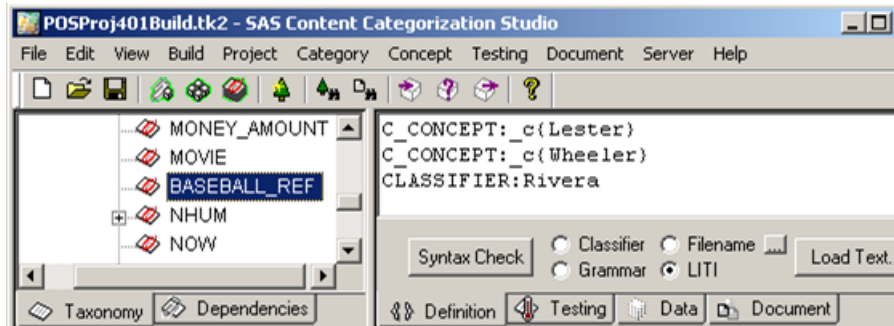 POSProj401Build.tk2 - SAS Content Categorization Studio
File Edit View Build Project Category Concept Testing Document Server Help
MONEY_AMOUNT
MOVIE
BASEBALL_REF
NHUM
NOW
Taxonomy Dependencies
C_CONCEPT:_c{Lester}
C_CONCEPT:_c{Wheeler}
CLASSIFIER:Rivera
Syntax Check Classifier Filename ... Load Text.
Grammar LITI
Definition Testing Data Document